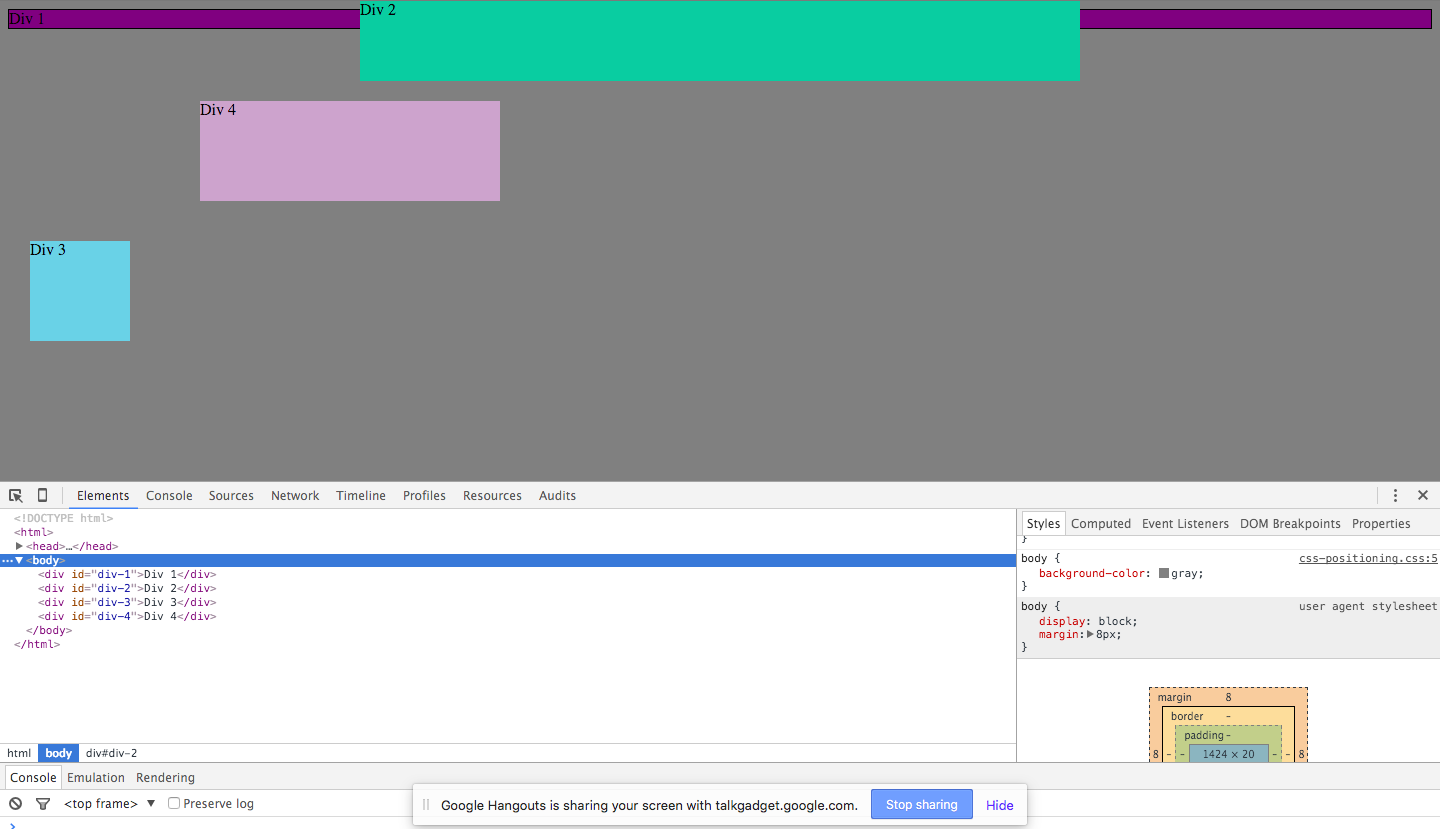 Div 1
Div 2
Div 4
Div 3
Elements Console Sources Network Timeline Profiles Resources Audits
<!DOCTYPE html>
<html>
<head>…</head>
<body>
<div id="div-1">Div 1</div>
<div id="div-2">Div 2</div>
<div id="div-3">Div 3</div>
<div id="div-4">Div 4</div>
</body>
</html>
html body div#div-2
Styles Computed Event Listeners DOM Breakpoints Properties
}
body { css-positioning.css:5
background-color: gray;
}
body { user agent stylesheet
display: block;
margin: 8px;
}
margin 8
border -
padding -
8 - - 1424 × 20 - - 8
Console Emulation Rendering
<top frame> Preserve log
Google Hangouts is sharing your screen with talkgadget.google.com. Stop sharing Hide